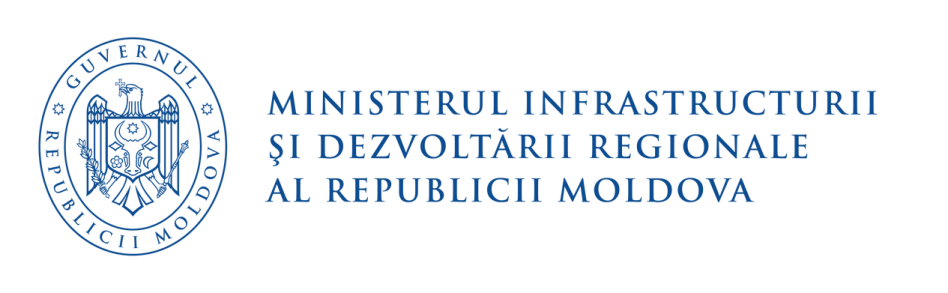 GUVERNUL
REPUBLICII MOLDOVA
MINISTERUL INFRASTRUCTURII
ŞI DEZVOLTĂRII REGIONALE
AL REPUBLICII MOLDOVA